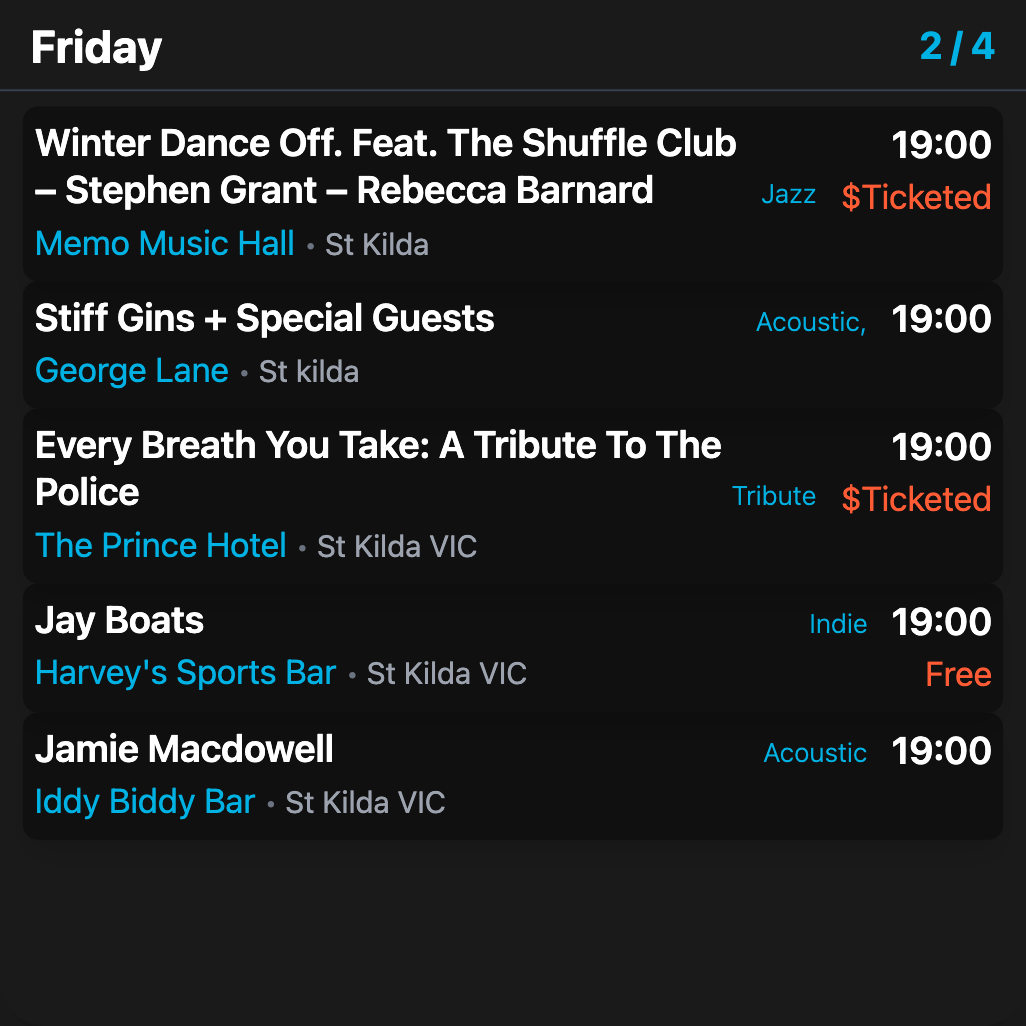 Friday 2 / 4
Winter Dance Off. Feat. The Shuffle Club 19:00
– Stephen Grant – Rebecca Barnard Jazz $Ticketed
Memo Music Hall • St Kilda
Stiff Gins + Special Guests Acoustic, 19:00
George Lane • St kilda
Every Breath You Take: A Tribute To The 19:00
Police Tribute $Ticketed
The Prince Hotel • St Kilda VIC
Jay Boats Indie 19:00
Harvey's Sports Bar • St Kilda VIC Free
Jamie Macdowell Acoustic 19:00
Iddy Biddy Bar • St Kilda VIC